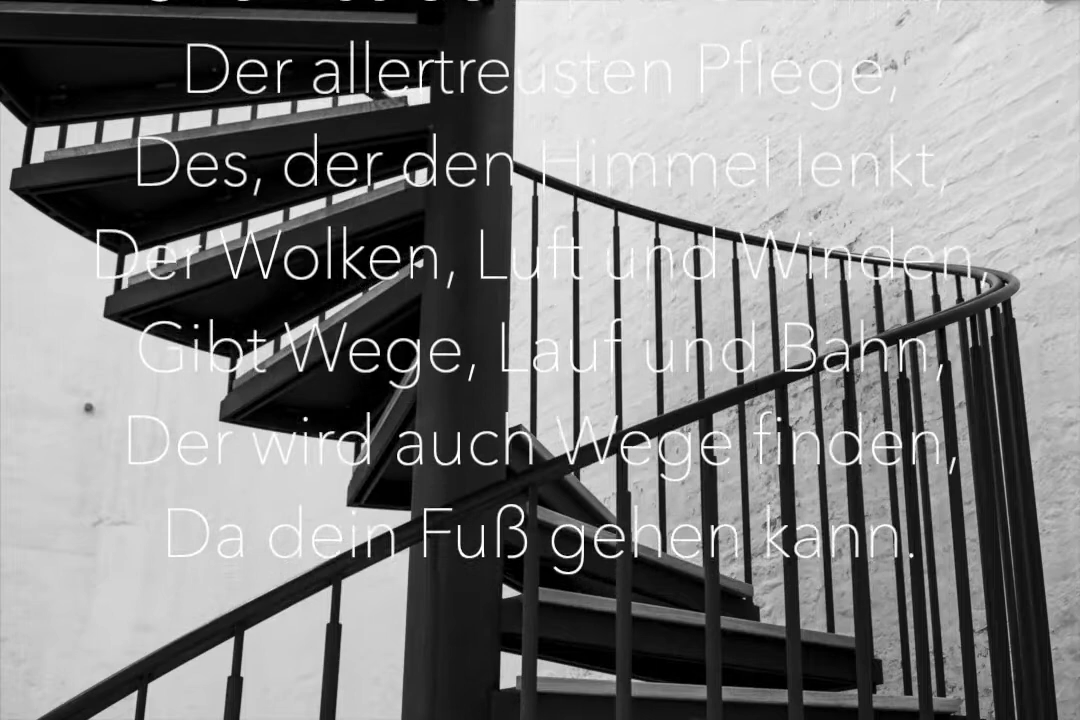 Der allertreusten Pflege,
Des, der den Himmel lenkt,
Der Wolken, Luft und Winden,
Gibt Wege, Lauf und Bahn,
Der wird auch Wege finden,
Da dein Fuß gehen kann.